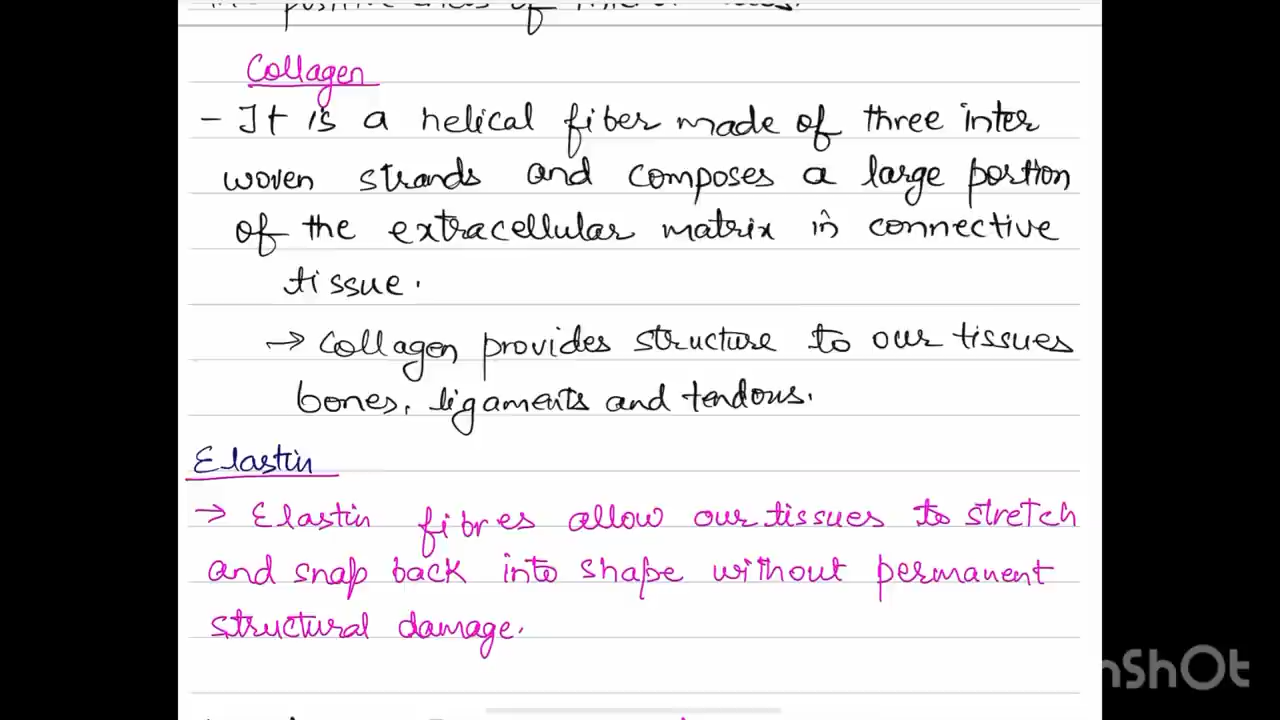 Collagen
- It is a helical fiber made of three inter
woven strands and composes a large portion
of the extracellular matrix in connective
tissue.
→ Collagen provides structure to our tissues
bones, ligaments and tendons.
Elastin
→ Elastin fibres allow our tissues to stretch
and snap back into shape without permanent
structural damage.
nShOt